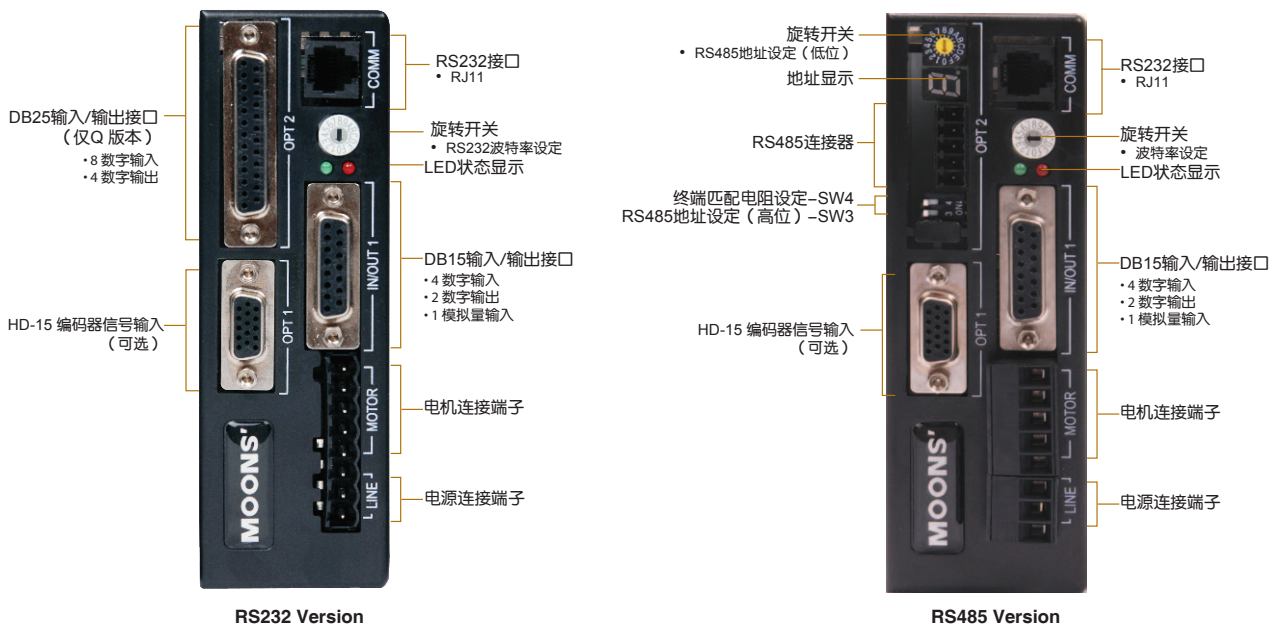 DB25输入/输出接口
（仅Q 版本）
•8 数字输入
•4 数字输出
HD-15 编码器信号输入
（可选）
OPT 2
COMM
IN/OUT 1
OPT 1
MOTOR
LINE
MOONS'
RS232接口
• RJ11
旋转开关
• RS232波特率设定
LED状态显示
DB15输入/输出接口
•4 数字输入
•2 数字输出
•1 模拟量输入
电机连接端子
电源连接端子
RS232 Version
旋转开关
• RS485地址设定（低位）
地址显示
RS485连接器
终端匹配电阻设定–SW4
RS485地址设定（高位）–SW3
HD-15 编码器信号输入
（可选）
OPT 2
COMM
3 4
IN/OUT 1
OPT 1
MOTOR
LINE
MOONS'
RS232接口
• RJ11
旋转开关
• 波特率设定
LED状态显示
DB15输入/输出接口
•4 数字输入
•2 数字输出
•1 模拟量输入
电机连接端子
电源连接端子
RS485 Version